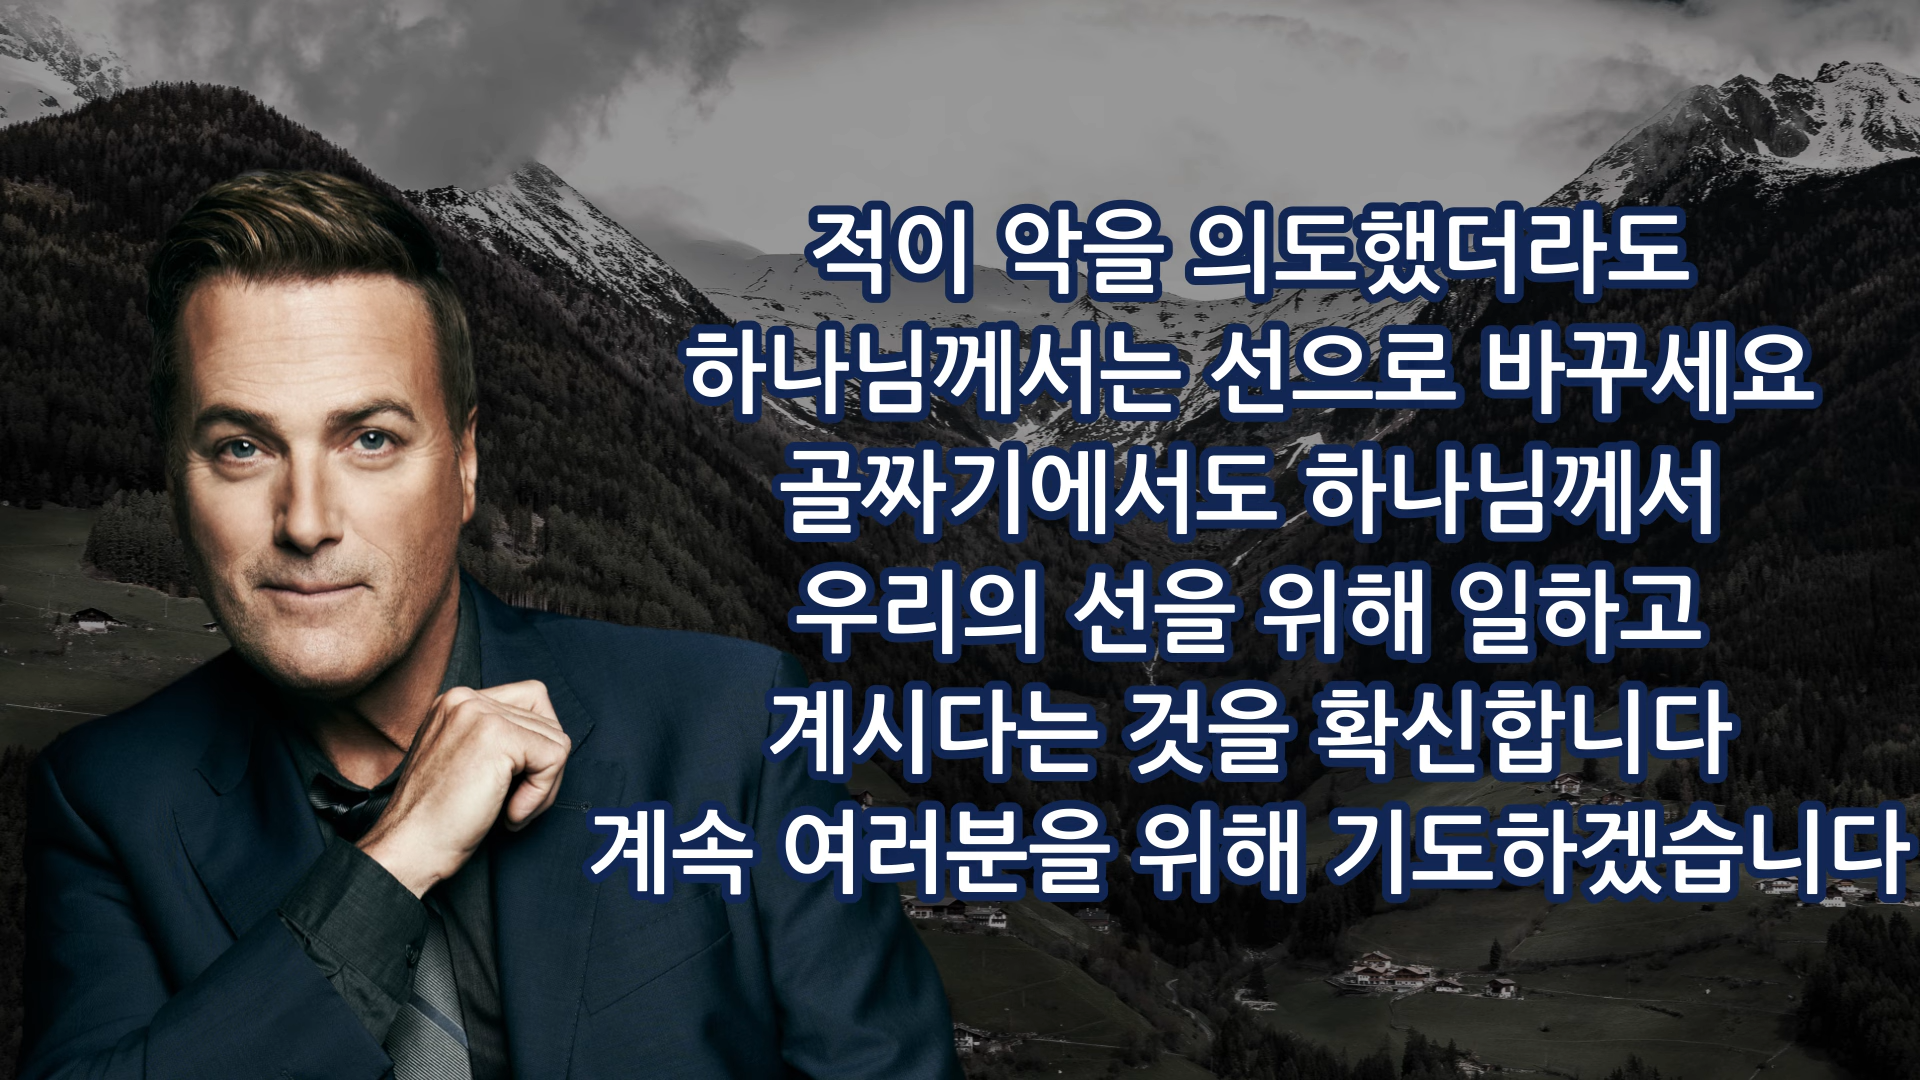 적이 악을 의도했더라도
하나님께서는 선으로 바꾸세요
골짜기에서도 하나님께서
우리의 선을 위해 일하고
계시다는 것을 확신합니다
계속 여러분을 위해 기도하겠습니다